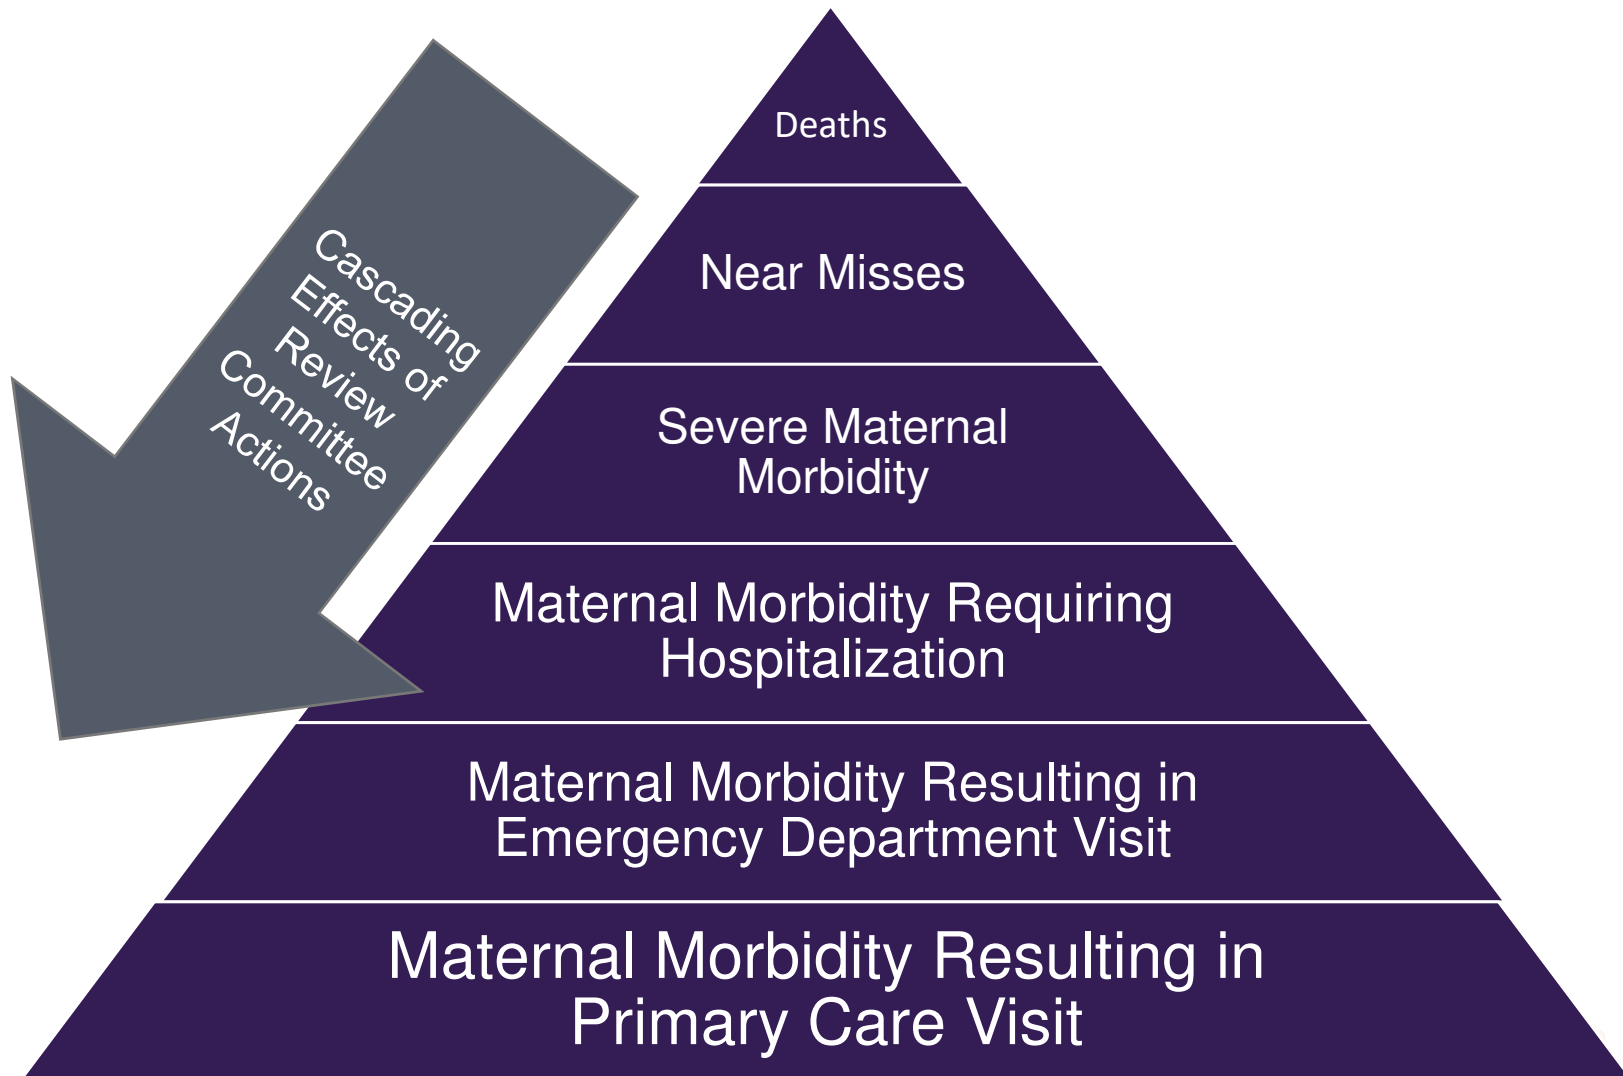 Deaths
Near Misses
Severe Maternal
Morbidity
Maternal Morbidity Requiring
Hospitalization
Maternal Morbidity Resulting in
Emergency Department Visit
Maternal Morbidity Resulting in
Primary Care Visit
Cascading
Effects of
Review
Committee
Actions